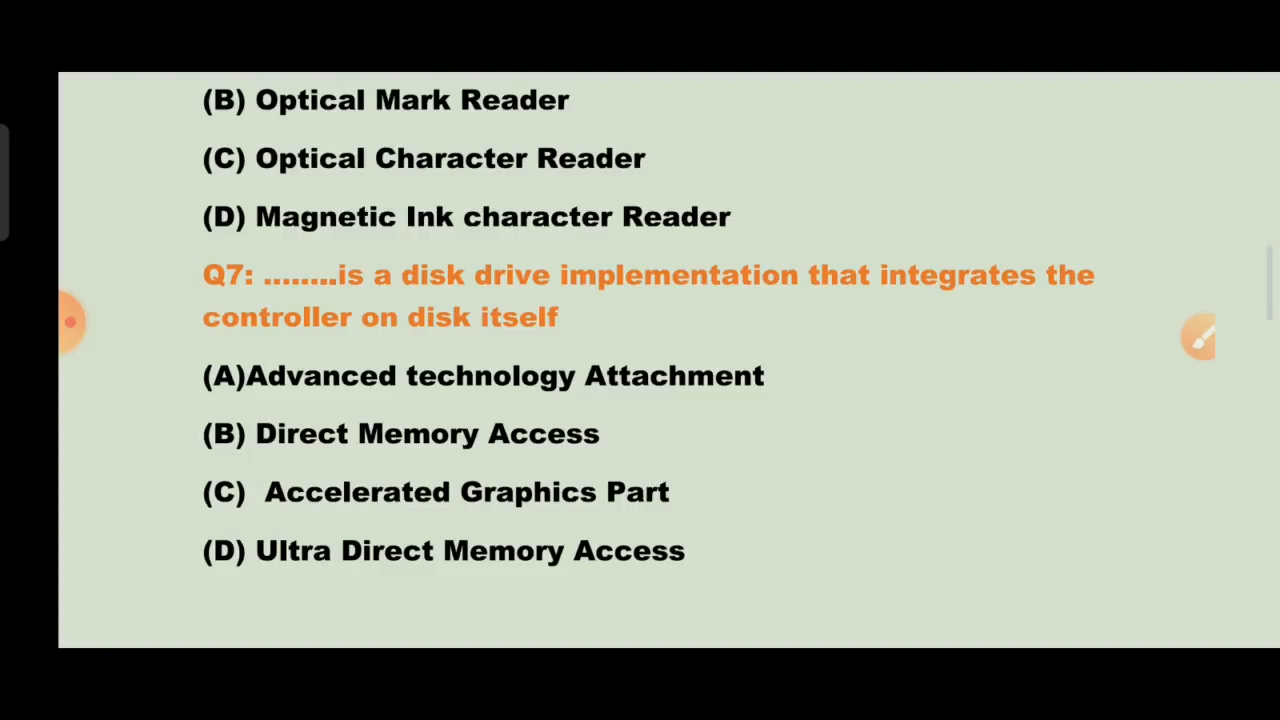 (B) Optical Mark Reader
(C) Optical Character Reader
(D) Magnetic Ink character Reader
Q7: ........is a disk drive implementation that integrates the
controller on disk itself
(A)Advanced technology Attachment
(B) Direct Memory Access
(C) Accelerated Graphics Part
(D) Ultra Direct Memory Access